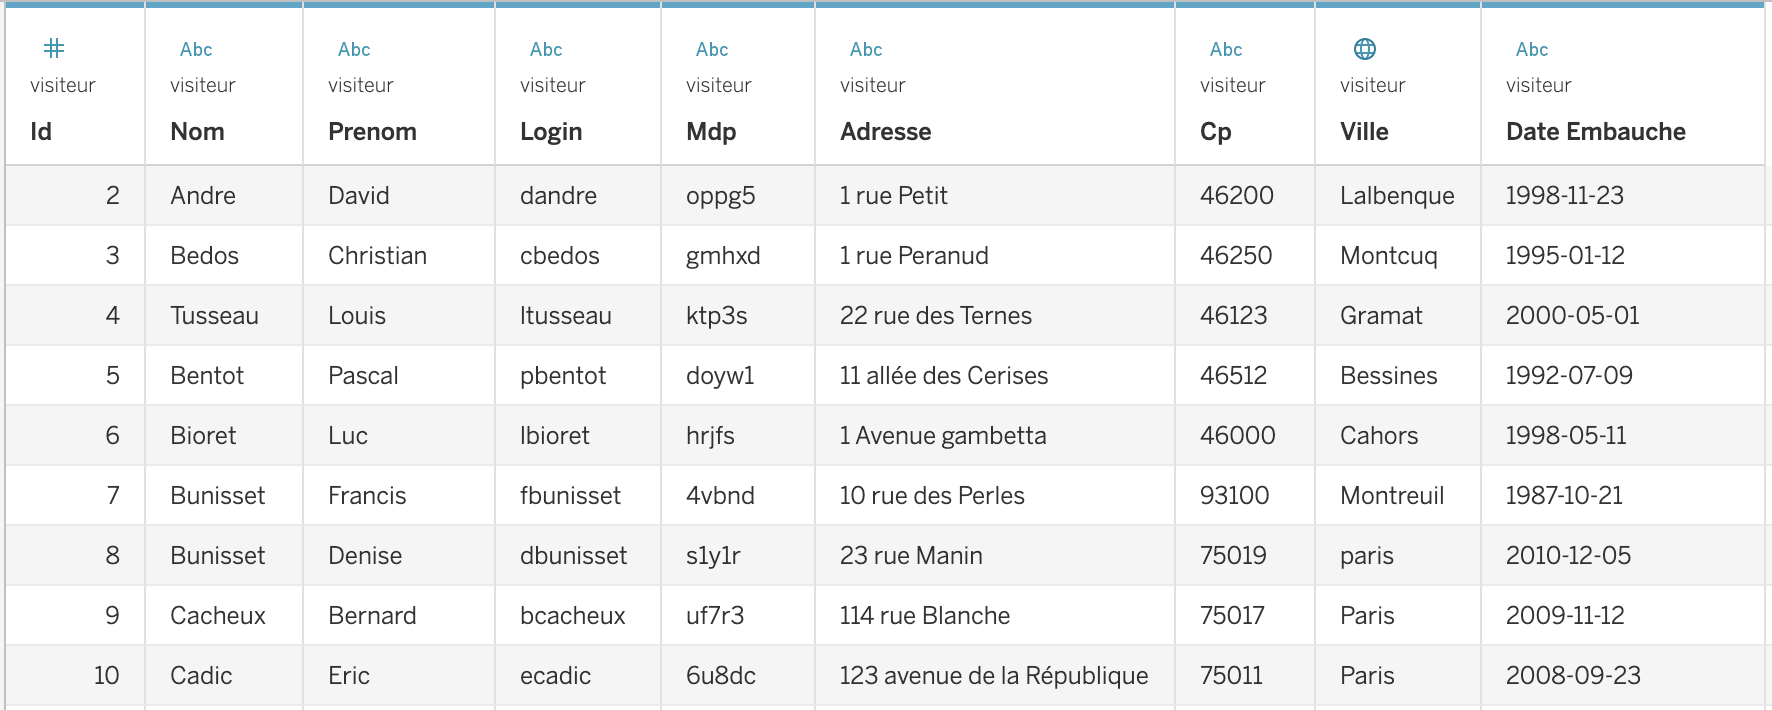 # Abc Abc Abc Abc Abc Abc Abc
visiteur visiteur visiteur visiteur visiteur visiteur visiteur visiteur visiteur
Id Nom Prenom Login Mdp Adresse Cp Ville Date Embauche
2 Andre David dandre oppg5 1 rue Petit 46200 Lalbenque 1998-11-23
3 Bedos Christian cbedos gmhxd 1 rue Peranud 46250 Montcuq 1995-01-12
4 Tusseau Louis ltusseau ktp3s 22 rue des Ternes 46123 Gramat 2000-05-01
5 Bentot Pascal pbentot doyw1 11 allée des Cerises 46512 Bessines 1992-07-09
6 Bioret Luc lbioret hrjfs 1 Avenue gambetta 46000 Cahors 1998-05-11
7 Bunisset Francis fbunisset 4vbnd 10 rue des Perles 93100 Montreuil 1987-10-21
8 Bunisset Denise dbunisset s1y1r 23 rue Manin 75019 paris 2010-12-05
9 Cacheux Bernard bcacheux uf7r3 114 rue Blanche 75017 Paris 2009-11-12
10 Cadic Eric ecadic 6u8dc 123 avenue de la République 75011 Paris 2008-09-23